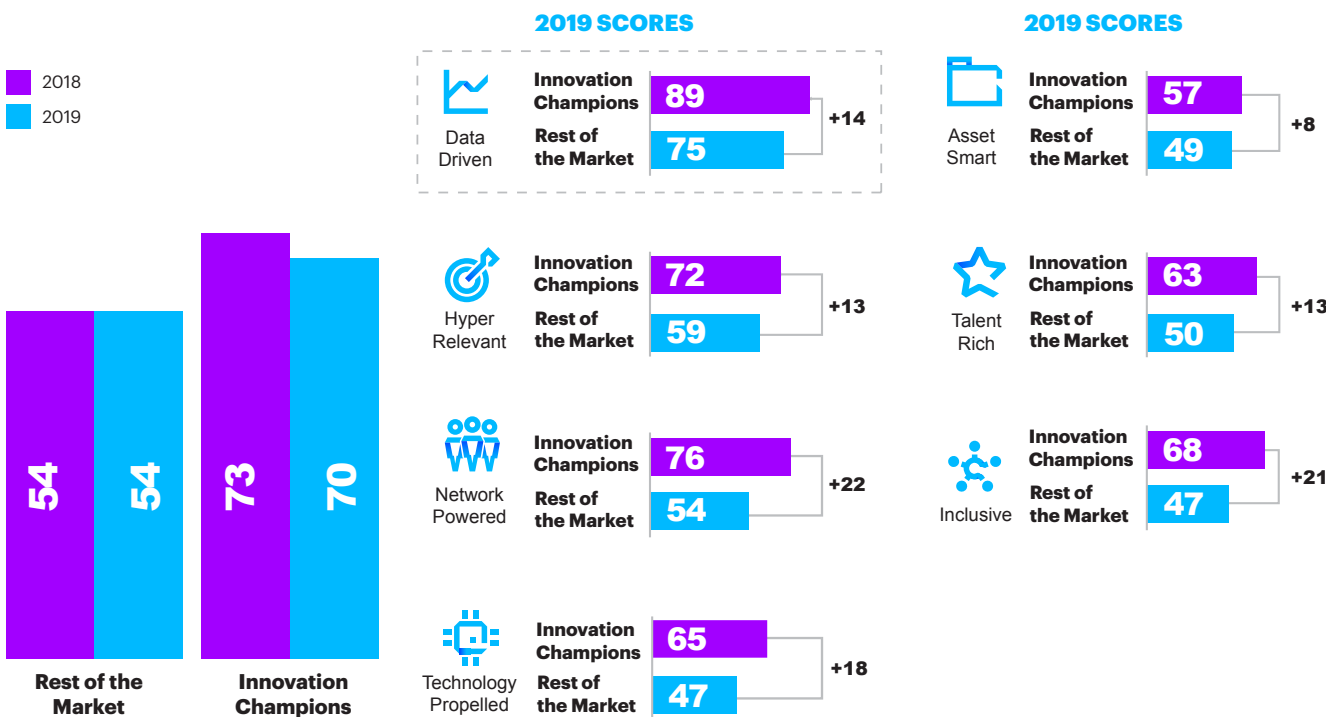 2018
2019
54
54
73
70
Rest of the
Market
Innovation
Champions
2019 SCORES
Data
Driven
Innovation
Champions
89
Rest of
the Market
75
+14
Hyper
Relevant
Innovation
Champions
72
Rest of
the Market
59
+13
Network
Powered
Innovation
Champions
76
Rest of
the Market
54
+22
Technology
Propelled
Innovation
Champions
65
Rest of
the Market
47
+18
2019 SCORES
Asset
Smart
Innovation
Champions
57
Rest of
the Market
49
+8
Talent
Rich
Innovation
Champions
63
Rest of
the Market
50
+13
Inclusive
Innovation
Champions
68
Rest of
the Market
47
+21